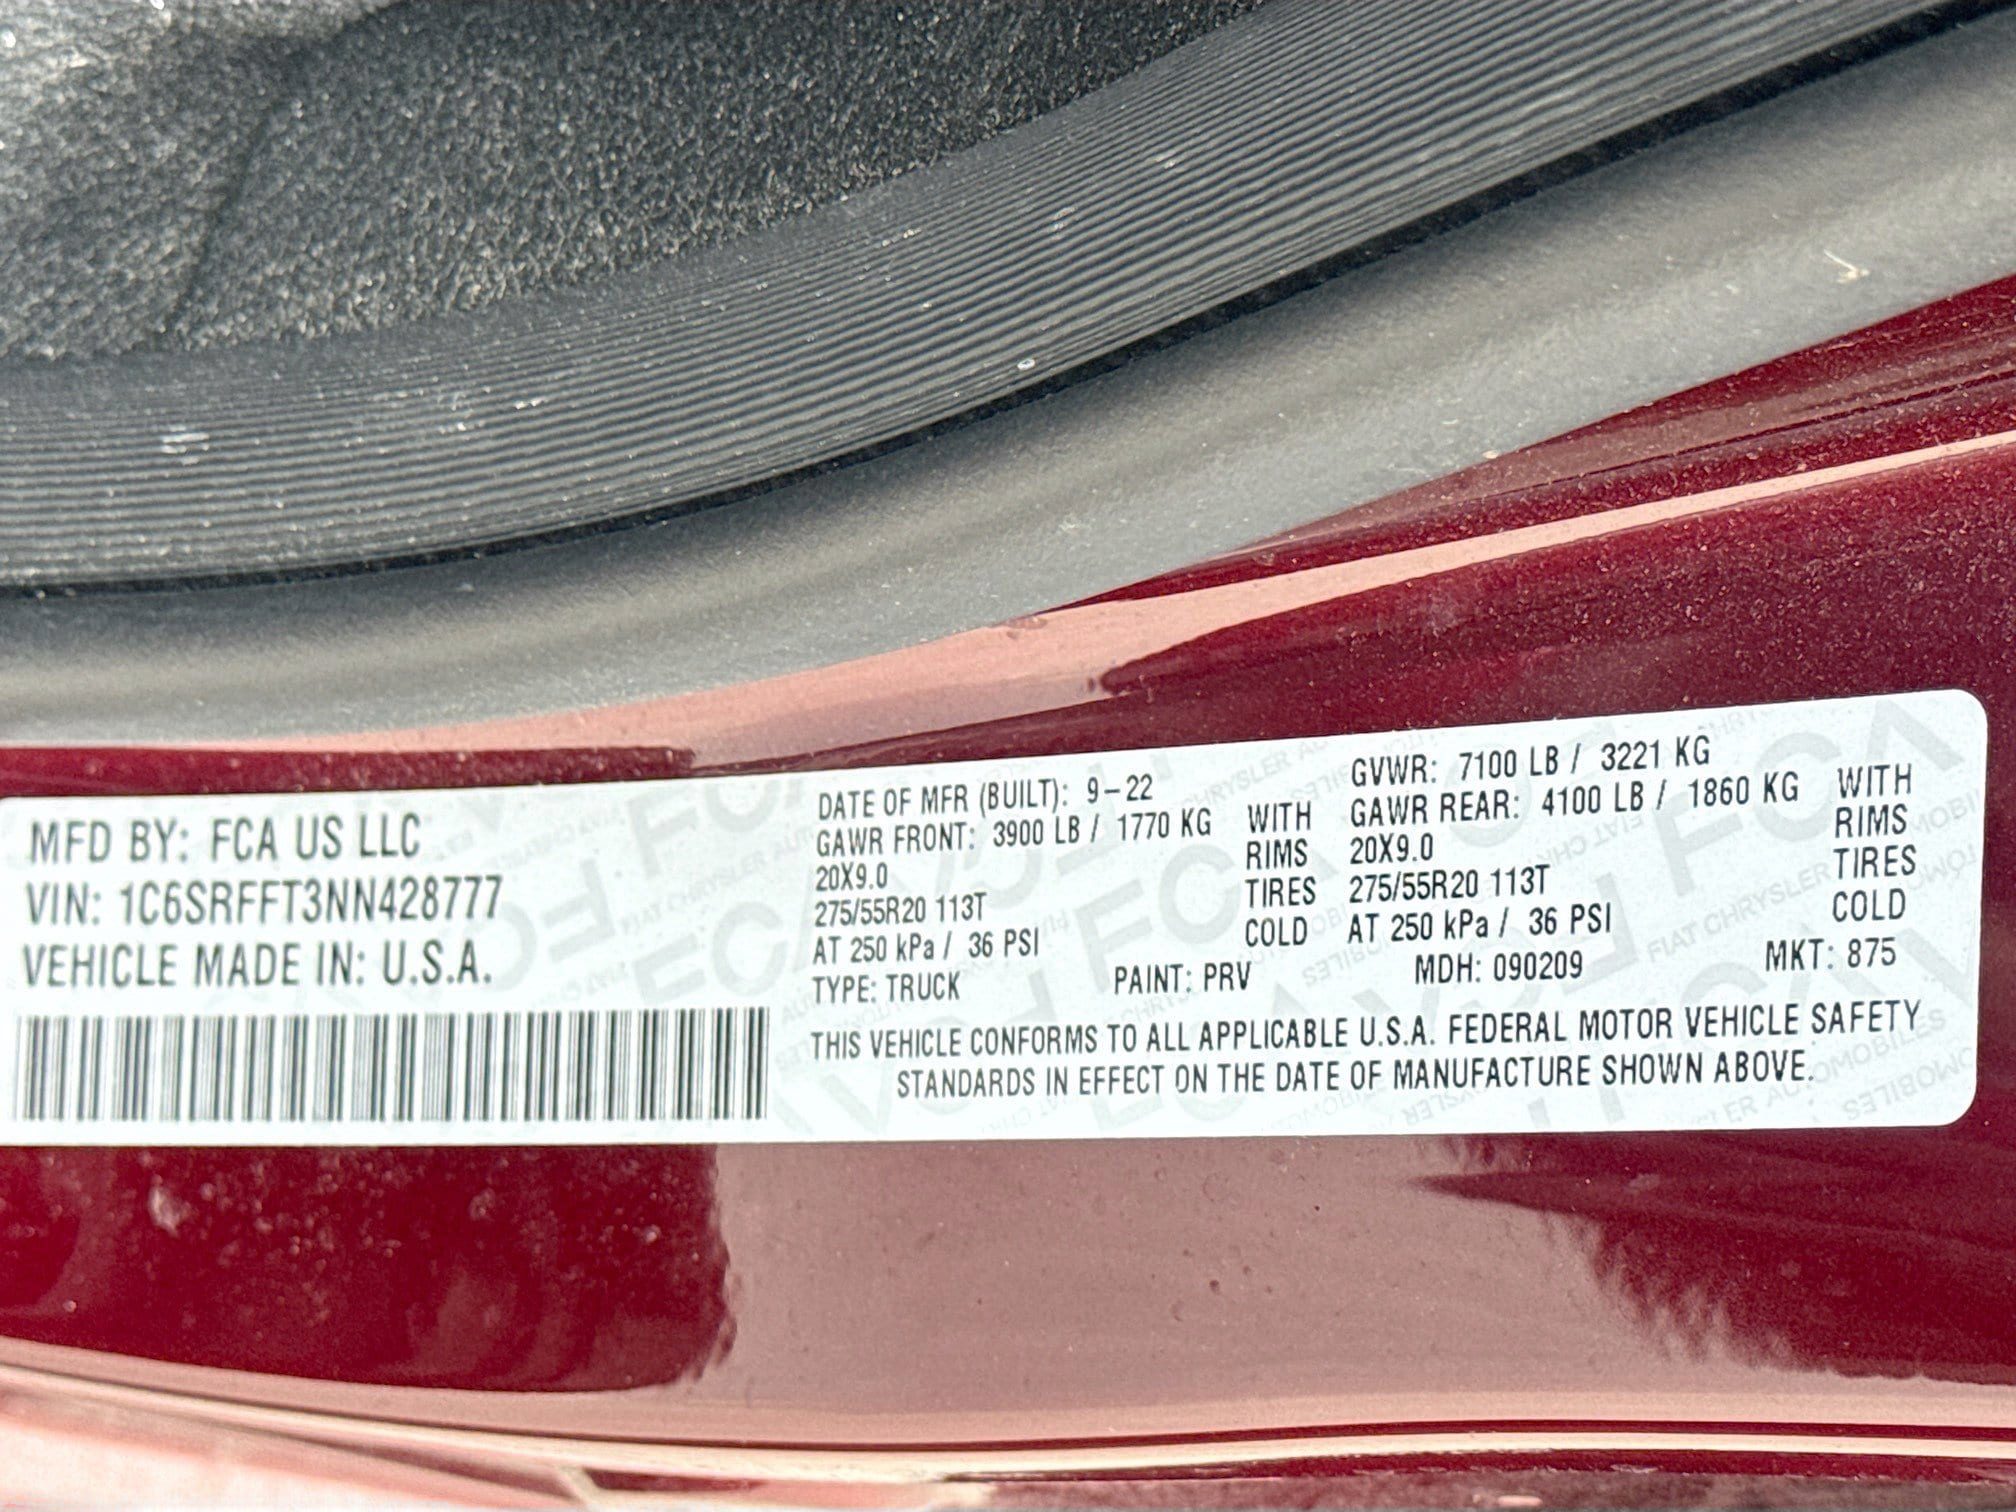 MFD BY: FCA US LLC
VIN: 1C6SRFFT3NN428777
VEHICLE MADE IN: U.S.A.
DATE OF MFR (BUILT): 9-22
GAWR FRONT: 3900 LB / 1770 KG WITH
20X9.0 RIMS
275/55R20 113T TIRES
AT 250 kPa / 36 PSI COLD
GVWR: 7100 LB / 3221 KG
GAWR REAR: 4100 LB / 1860 KG WITH
20X9.0 RIMS
275/55R20 113T TIRES
AT 250 kPa / 36 PSI COLD
TYPE: TRUCK PAINT: PRV MDH: 090209 MKT: 875
THIS VEHICLE CONFORMS TO ALL APPLICABLE U.S.A. FEDERAL MOTOR VEHICLE SAFETY
STANDARDS IN EFFECT ON THE DATE OF MANUFACTURE SHOWN ABOVE.